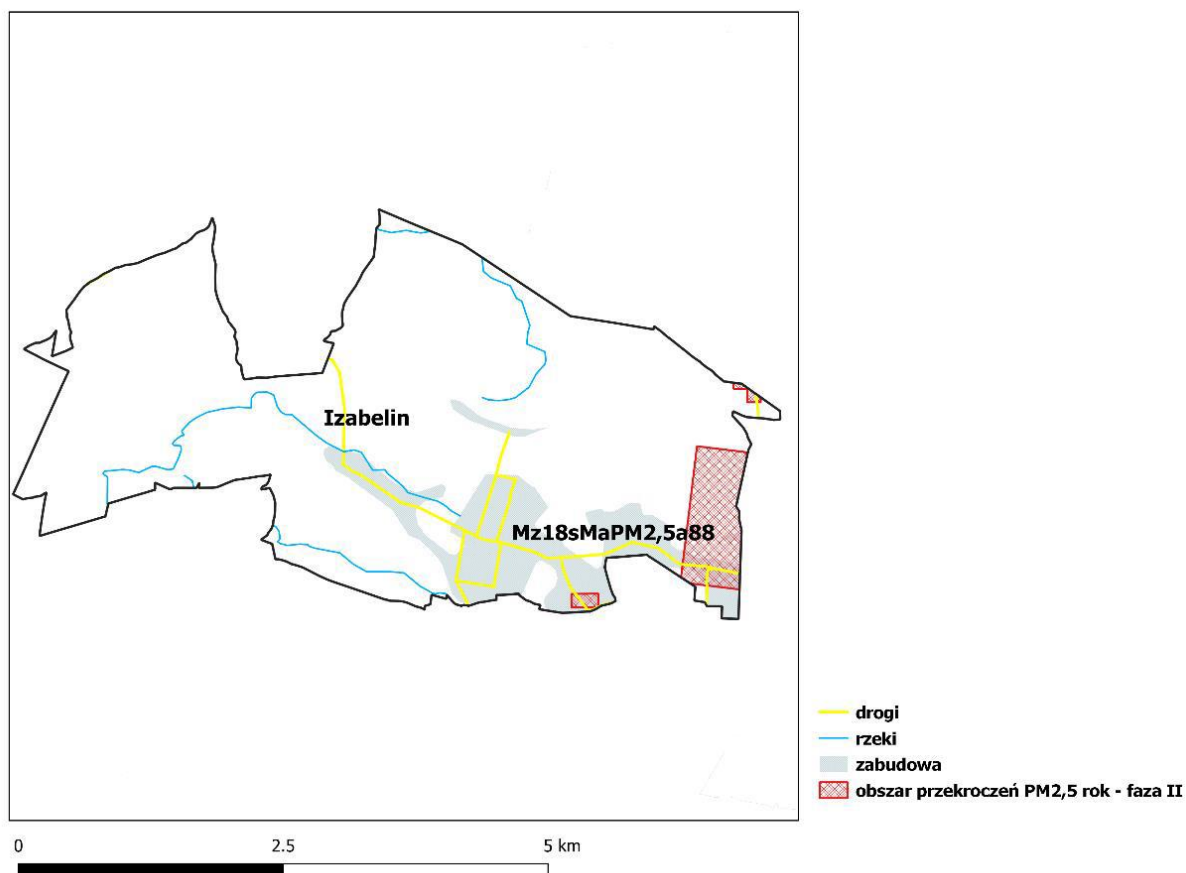 Izabelin
Mz18sMaPM2,5a88
drogi
rzeki
zabudowa
obszar przekroczeń PM2,5 rok - faza II
0 2.5 5 km